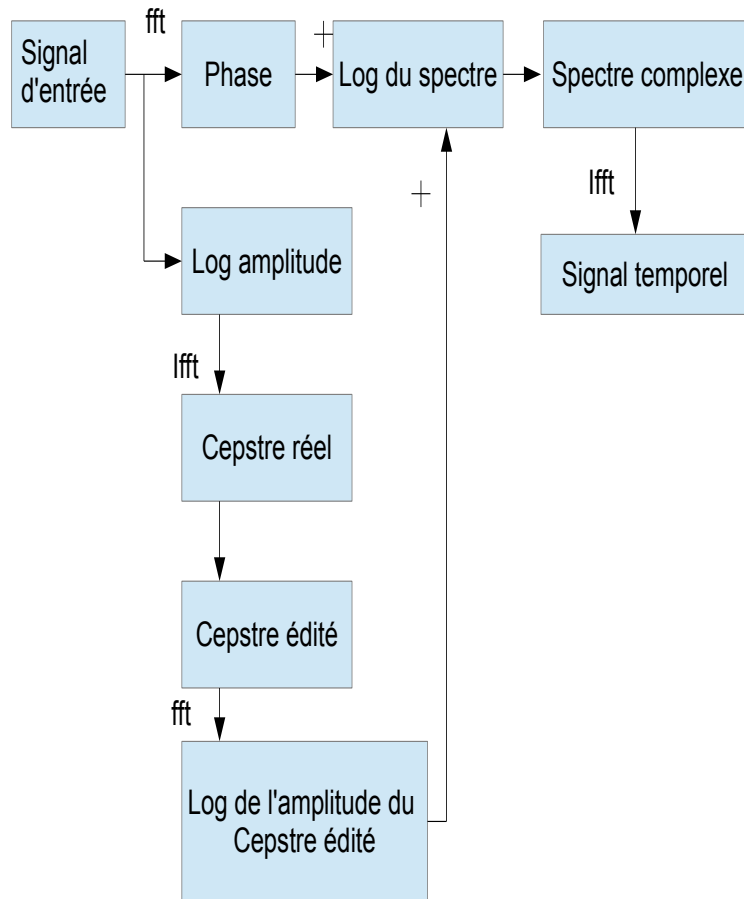 fft
+
Signal
d'entrée
Phase
Log du spectre
Spectre complexe
+
Ifft
Log amplitude
Signal temporel
Ifft
Cepstre réel
Cepstre édité
fft
Log de l'amplitude du
Cepstre édité